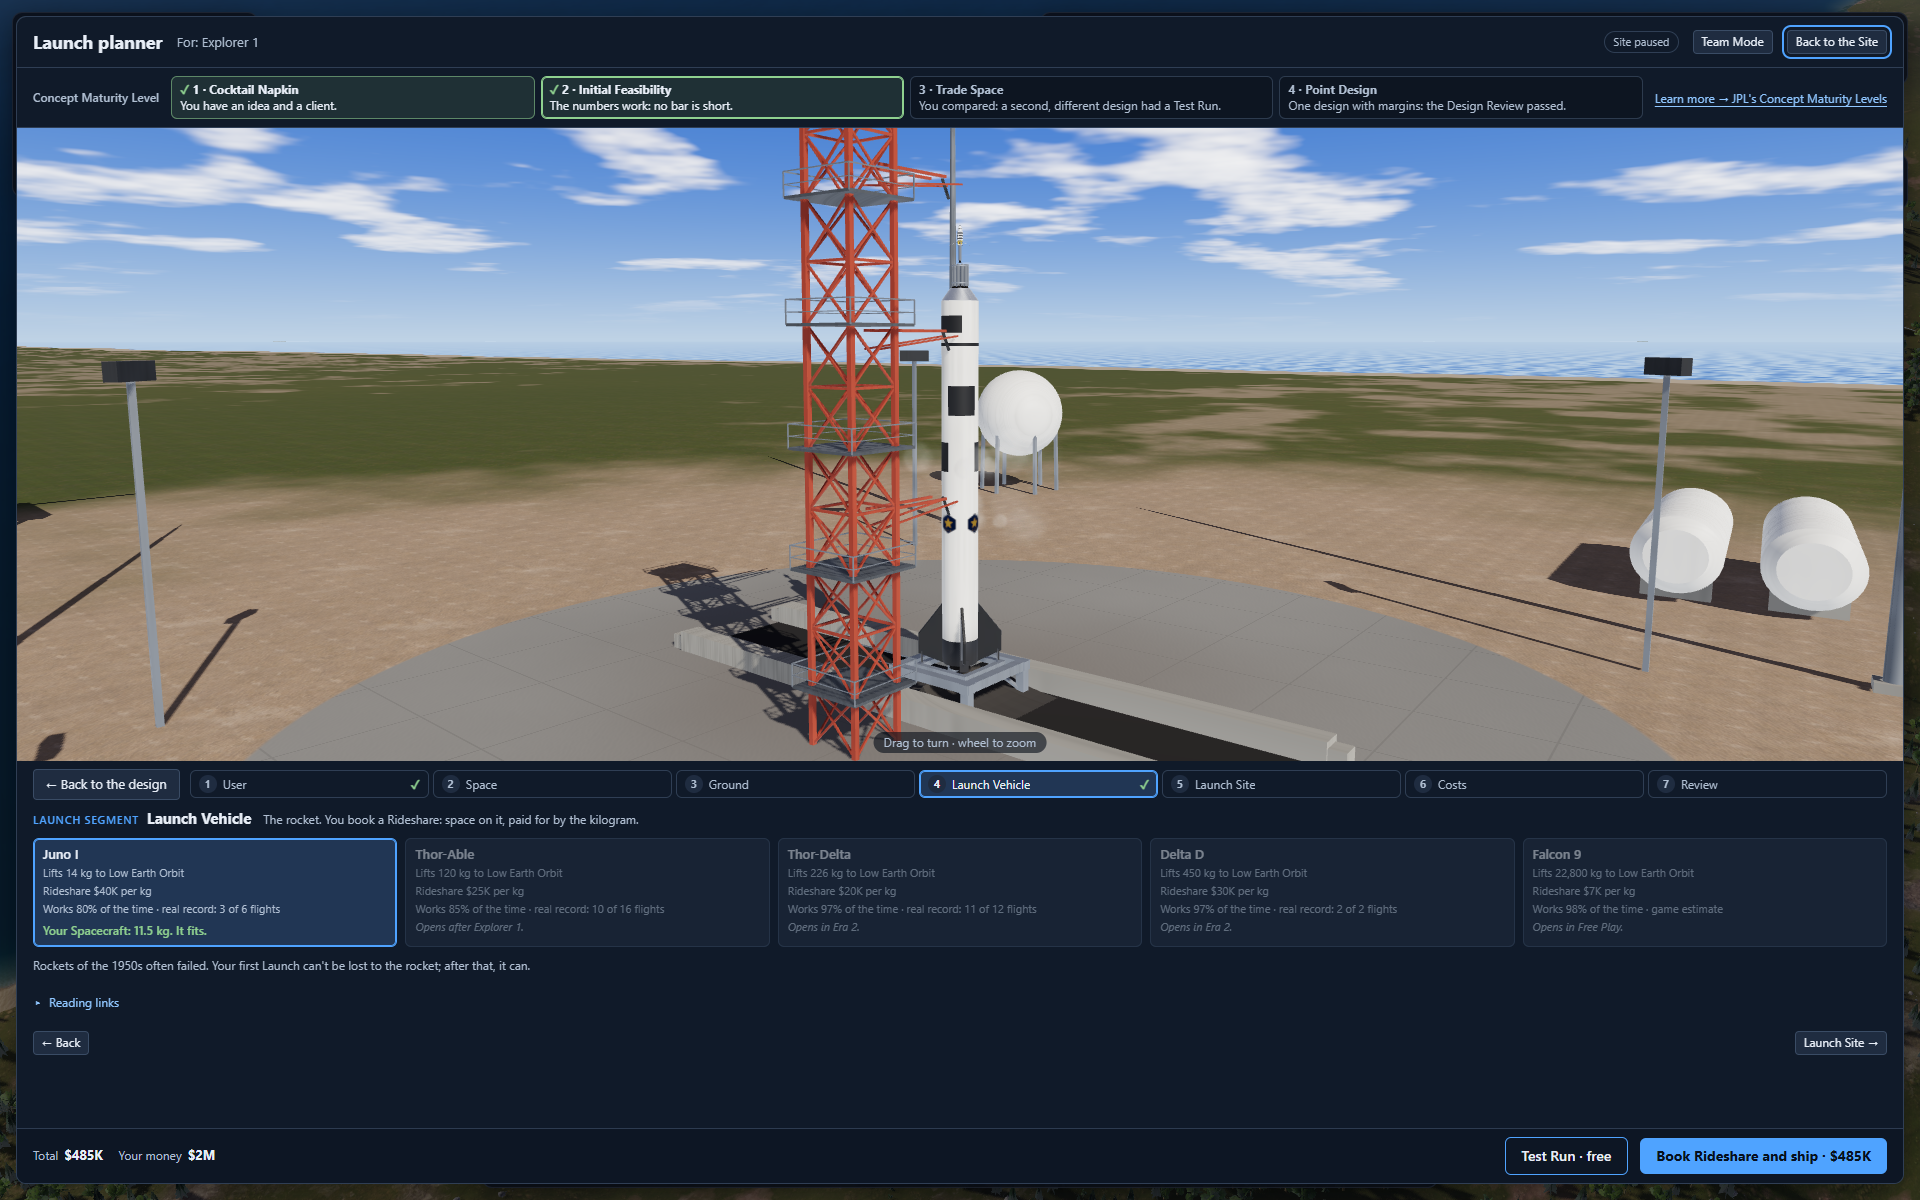 Launch planner For: Explorer 1
Site paused Team Mode Back to the Site
Concept Maturity Level
✓ 1 · Cocktail Napkin
You have an idea and a client.
✓ 2 · Initial Feasibility
The numbers work: no bar is short.
3 · Trade Space
You compared: a second, different design had a Test Run.
4 · Point Design
One design with margins: the Design Review passed.
Learn more → JPL's Concept Maturity Levels
Drag to turn · wheel to zoom
← Back to the design
1 User ✓
2 Space
3 Ground
4 Launch Vehicle ✓
5 Launch Site
6 Costs
7 Review
LAUNCH SEGMENT Launch Vehicle The rocket. You book a Rideshare: space on it, paid for by the kilogram.
Juno I
Lifts 14 kg to Low Earth Orbit
Rideshare $40K per kg
Works 80% of the time · real record: 3 of 6 flights
Your Spacecraft: 11.5 kg. It fits.
Thor-Able
Lifts 120 kg to Low Earth Orbit
Rideshare $25K per kg
Works 85% of the time · real record: 10 of 16 flights
Opens after Explorer 1.
Thor-Delta
Lifts 226 kg to Low Earth Orbit
Rideshare $20K per kg
Works 97% of the time · real record: 11 of 12 flights
Opens in Era 2.
Delta D
Lifts 450 kg to Low Earth Orbit
Rideshare $30K per kg
Works 97% of the time · real record: 2 of 2 flights
Opens in Era 2.
Falcon 9
Lifts 22,800 kg to Low Earth Orbit
Rideshare $7K per kg
Works 98% of the time · game estimate
Opens in Free Play.
Rockets of the 1950s often failed. Your first Launch can't be lost to the rocket; after that, it can.
▸ Reading links
← Back
Launch Site →
Total $485K Your money $2M
Test Run · free
Book Rideshare and ship · $485K